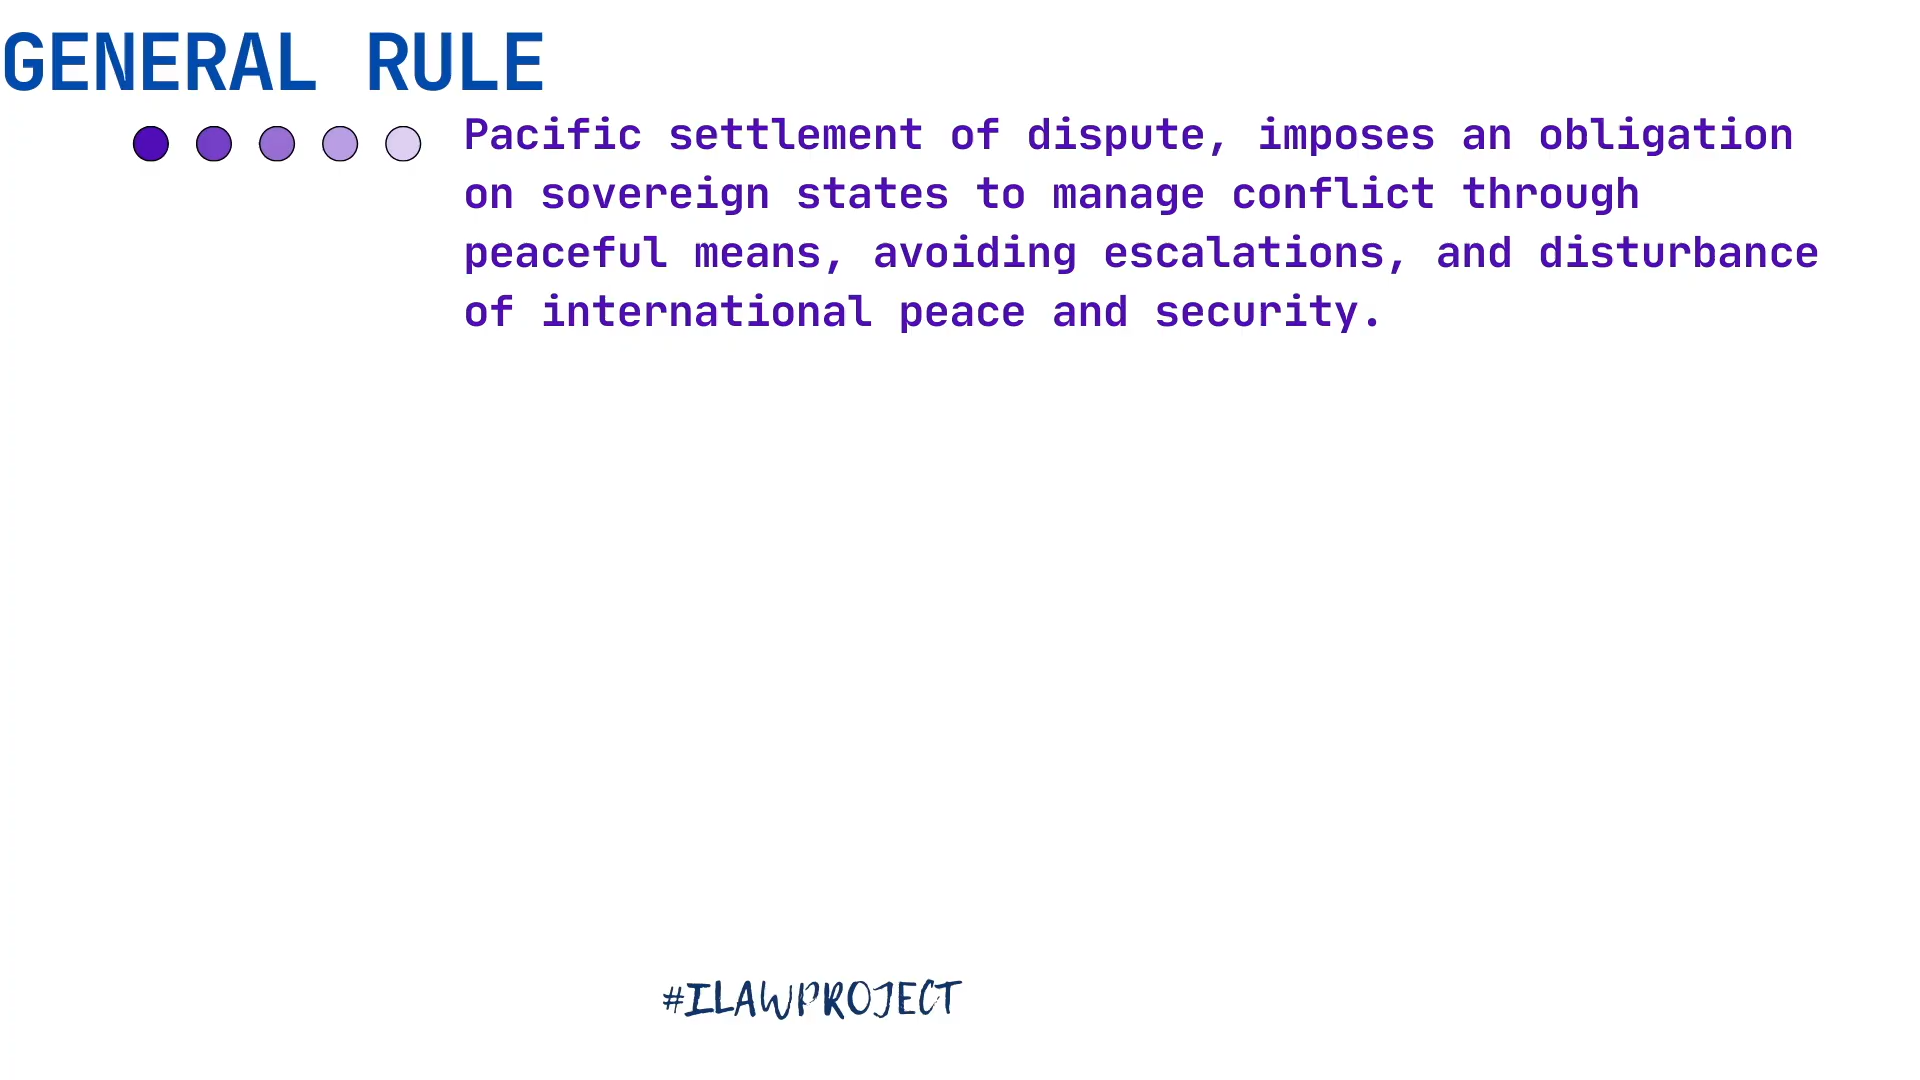 GENERAL RULE
Pacific settlement of dispute, imposes an obligation
on sovereign states to manage conflict through
peaceful means, avoiding escalations, and disturbance
of international peace and security.
#ILAWPROJECT